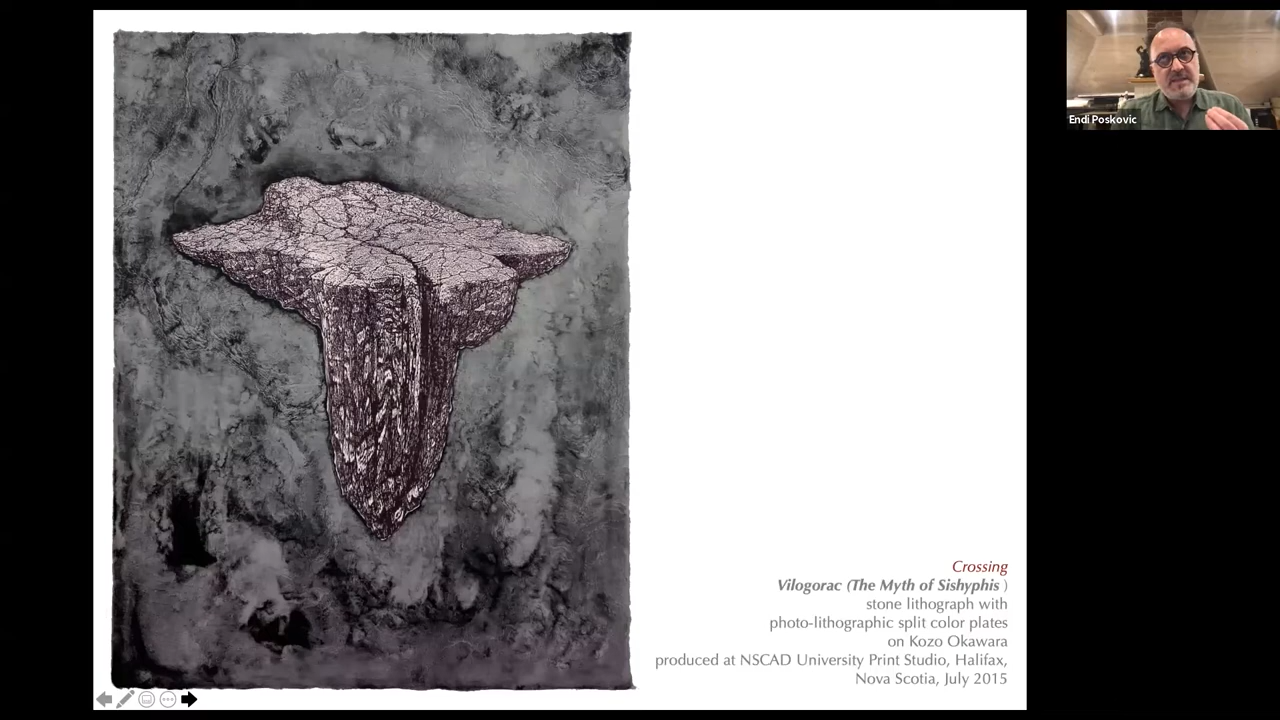 Endi Poskovic
Crossing
Vilogorac (The Myth of Sishyphis )
stone lithograph with
photo-lithographic split color plates
on Kozo Okawara
produced at NSCAD University Print Studio, Halifax,
Nova Scotia, July 2015